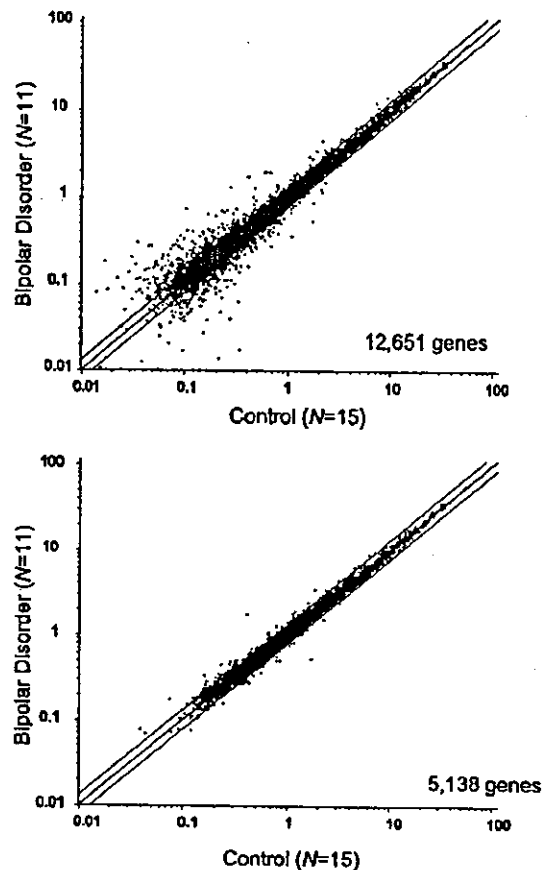 100
10
1
0.1
0.01
Bipolar Disorder (N=11)
12,651 genes
0.01 0.1 1 10 100
Control (N=15)
100
10
1
0.1
0.01
Bipolar Disorder (N=11)
5,138 genes
0.01 0.1 1 10 100
Control (N=15)